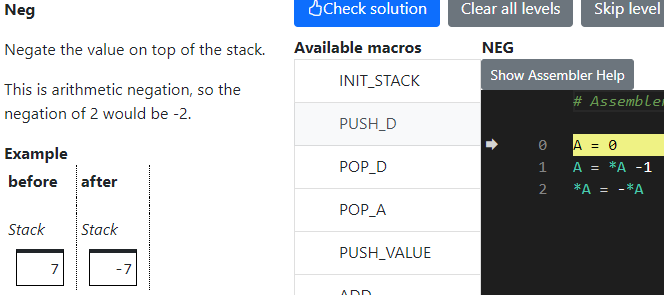 Neg
Negate the value on top of the stack.
This is arithmetic negation, so the
negation of 2 would be -2.
Example
before after
Stack Stack
7 -7
Check solution
Clear all levels
Skip level
Available macros
INIT_STACK
PUSH_D
POP_D
POP_A
PUSH_VALUE
ADD
NEG
Show Assembler Help
# Assembler
0 A = 0
1 A = *A -1
2 *A = -*A